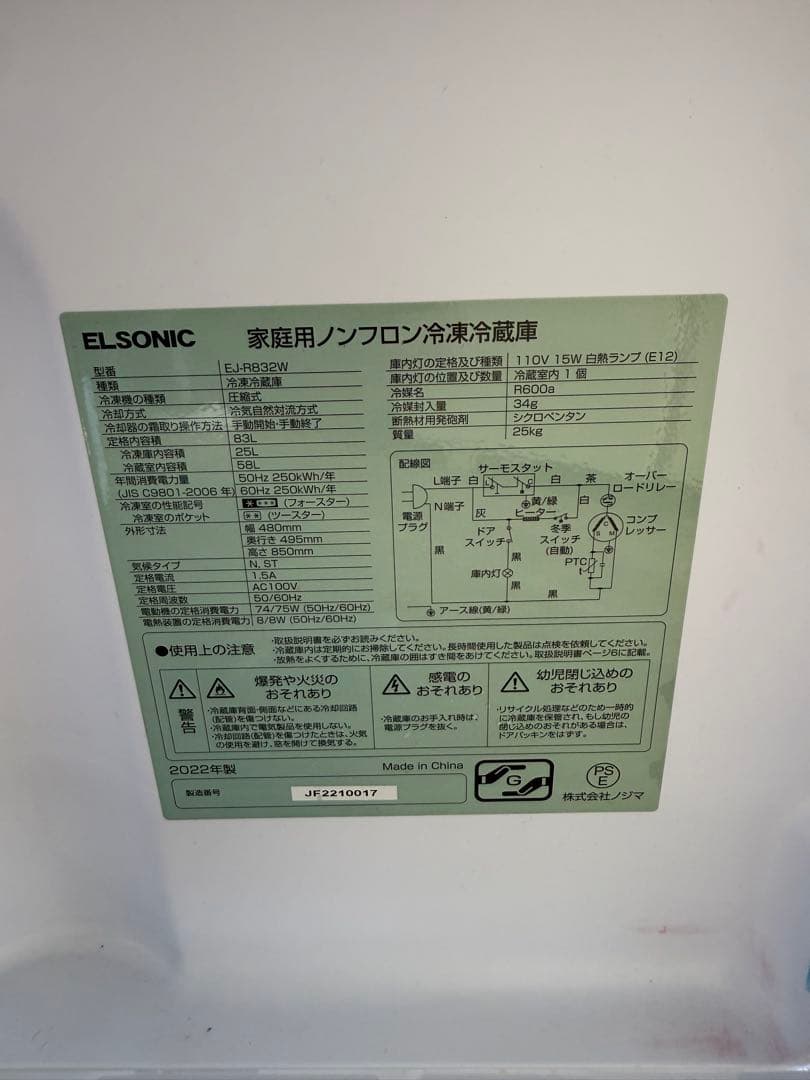 ELSONIC 家庭用ノンフロン冷凍冷蔵庫
型番 EJ-R832W
種類 冷凍冷蔵庫
冷凍機の種類 圧縮式
冷却方式 冷気自然対流方式
冷却器の霜取り操作方法 手動開始・手動終了
定格内容積 83L
冷凍庫内容積 25L
冷蔵室内容積 58L
年間消費電力量 50Hz 250kWh/年
(JIS C9801-2006 年) 60Hz 250kWh/年
冷凍室の性能記号 (フォースター)
冷凍室のポケット (ツースター)
外形寸法 幅 480mm
奥行き 495mm
高さ 850mm
気候タイプ N, ST
定格電流 1.5A
定格電圧 AC100V
定格周波数 50/60Hz
電動機の定格消費電力 74/75W (50Hz/60Hz)
電熱装置の定格消費電力 8/8W (50Hz/60Hz)
庫内灯の定格及び種類 110V 15W 白熱ランプ (E12)
庫内灯の位置及び数量 冷蔵室内 1 個
冷媒名 R600a
冷媒封入量 34g
断熱材用発砲剤 シクロペンタン
質量 25kg
配線図
サーモスタット
L端子 白 L C 白 茶 オーバー
ロードリレー
N端子 灰 黄/緑 白
ヒーター
電源
プラグ
ドア
スイッチ
冬季
スイッチ
(自動)
C
S M
コンプ
レッサー
黒 黒
PTC
庫内灯
黒 黒
アース線(黄/緑)
●使用上の注意
・取扱説明書を必ずお読みください。
・冷蔵庫内は定期的にお掃除してください。長時間使用した製品は点検を依頼してください。
・放熱をよくするために、冷蔵庫の囲はすき間をあけてください。取扱説明書ページ6に記載。
警告
爆発や火災の
おそれあり
・冷蔵庫背面・側面などにある冷却回路
(配管)を傷つけない。
・冷蔵庫内で電気製品を使用しない。
・冷却回路(配管)を傷つけたときは、火気
の使用を避け、窓を開けて換気する。
感電の
おそれあり
・冷蔵庫のお手入れ時は、
電源プラグを抜く。
幼児閉じ込めの
おそれあり
・リサイクル処理などのため一時的
に冷蔵庫を保管され、もし幼児の
閉じ込めのおそれがある場合は、
ドアパッキンをはずす。
2022年製 Made in China
製造番号 JF2210017
G
PS
E
株式会社ノジマ